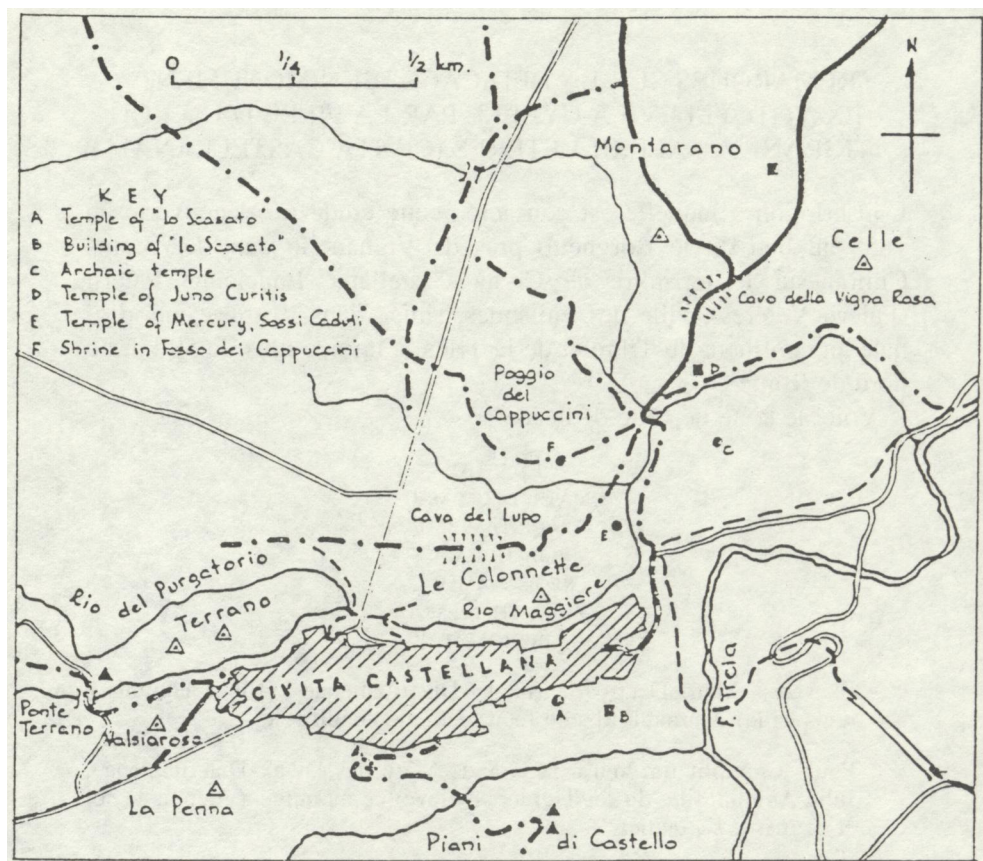 0 1/4 1/2 km.
N
Montarano
KEY
A Temple of "Lo Scasato"
B Building of "lo Scasato"
C Archaic temple
D Temple of Juno Curitis
E Temple of Mercury, Sassi Caduti
F Shrine in Fosso dei Cappuccini
Celle
Cavo della Vigna Rosa
D
Poggio
dei
Cappuccini
F
C
Cava del Lupo
E
Le Colonnette
Rio del Purgatorio
Rio Maggiore
Terrano
CIVITA CASTELLANA
F Treia
A
B
Ponte
Terrano
Valsiarosa
La Penna
Piani di Castello